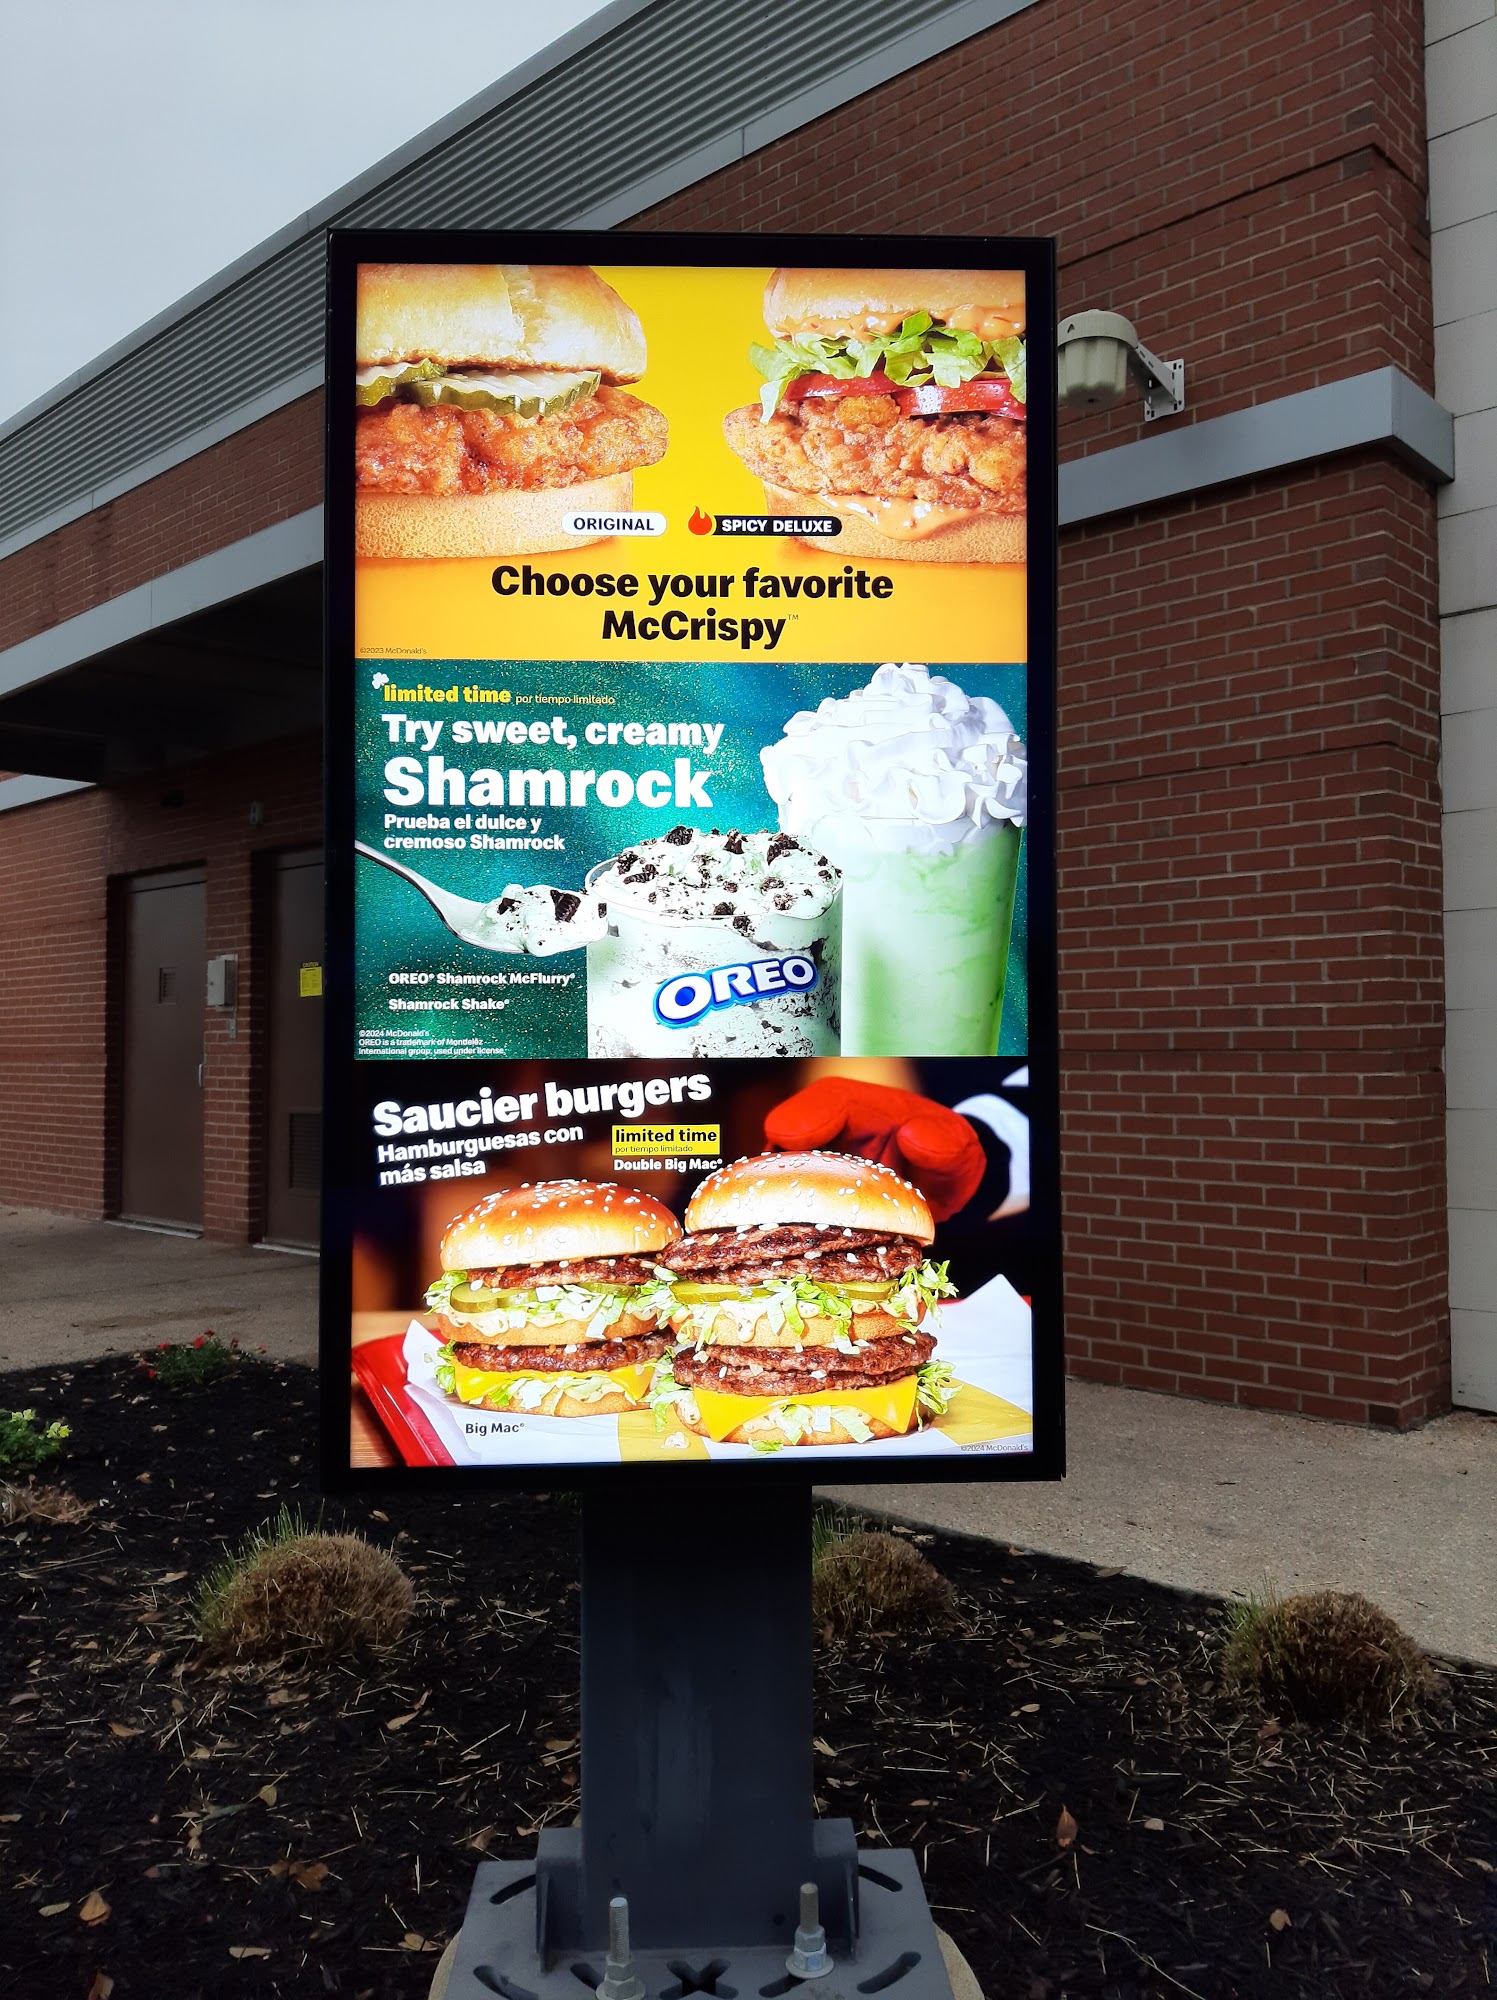 ORIGINAL
SPICY DELUXE
Choose your favorite
McCrispy™
©2023 McDonald's
limited time por tiempo limitado
Try sweet, creamy
Shamrock
Prueba el dulce y
cremoso Shamrock
OREO
OREO® Shamrock McFlurry®
Shamrock Shake®
©2024 McDonald's
OREO is a trademark of Mondelēz
International group, used under license.
Saucier burgers
Hamburguesas con
más salsa
limited time
por tiempo limitado
Double Big Mac®
Big Mac®
©2024 McDonald's